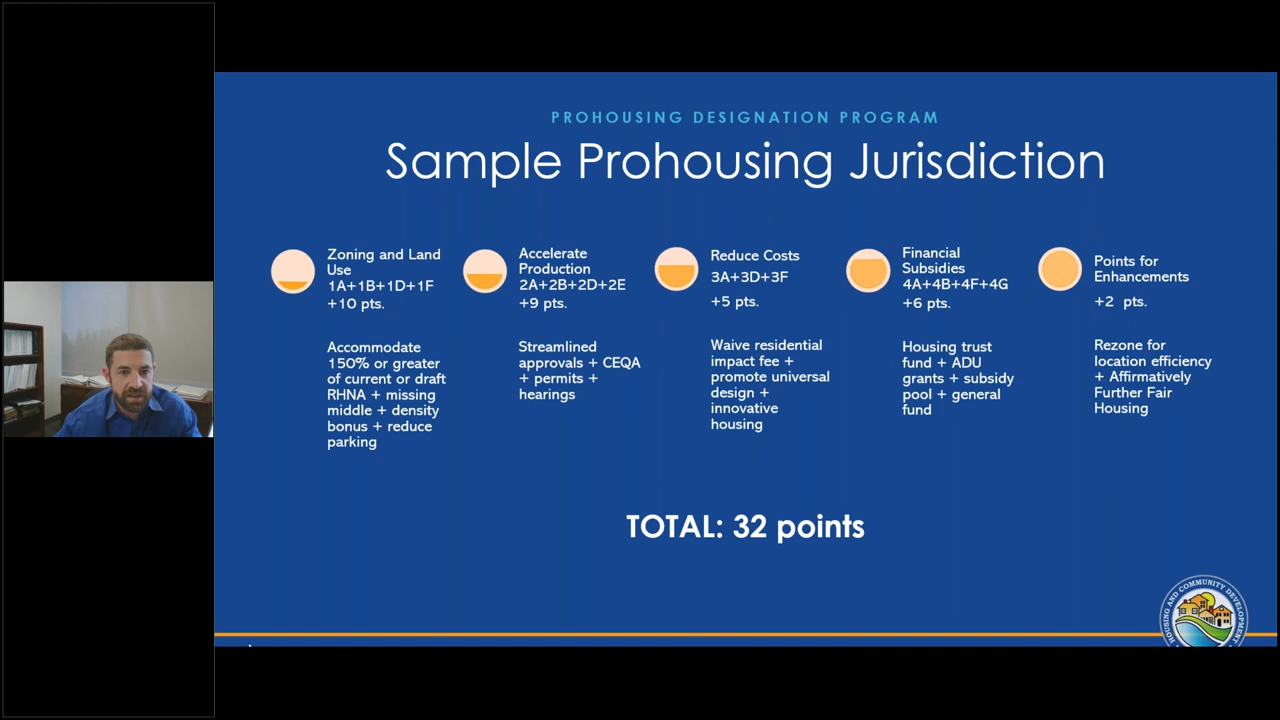 PROHOUSING DESIGNATION PROGRAM
Sample Prohousing Jurisdiction
Zoning and Land
Use
1A+1B+1D+1F
+10 pts.
Accommodate
150% or greater
of current or draft
RHNA + missing
middle + density
bonus + reduce
parking
Accelerate
Production
2A+2B+2D+2E
+9 pts.
Streamlined
approvals + CEQA
+ permits +
hearings
Reduce Costs
3A+3D+3F
+5 pts.
Waive residential
impact fee +
promote universal
design +
innovative
housing
Financial
Subsidies
4A+4B+4F+4G
+6 pts.
Housing trust
fund + ADU
grants + subsidy
pool + general
fund
Points for
Enhancements
+2 pts.
Rezone for
location efficiency
+ Affirmatively
Further Fair
Housing
TOTAL: 32 points
HOUSING AND COMMUNITY DEVELOPMENT